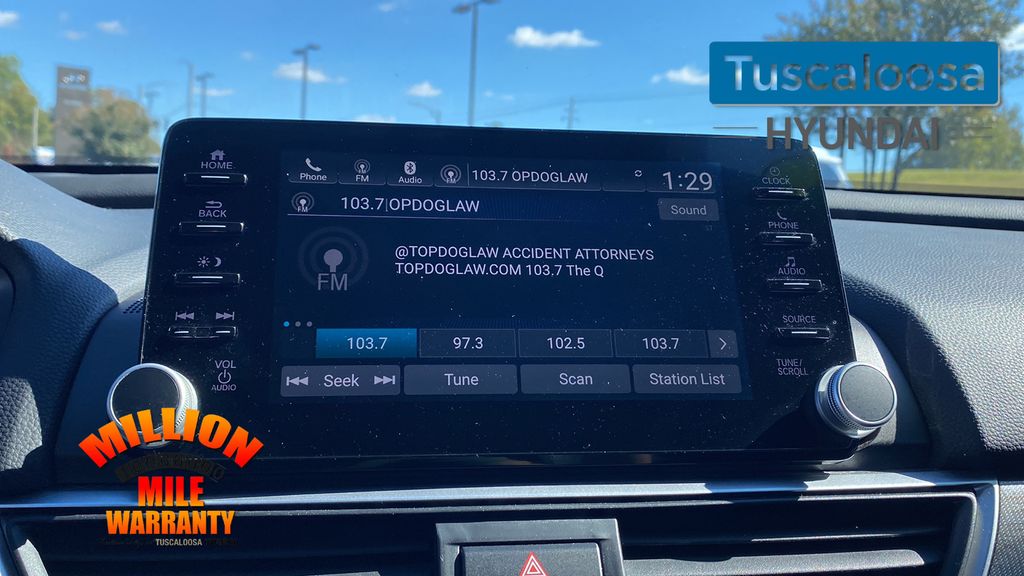 Tuscaloosa
HYUNDAI
HOME
Phone
FM
Audio
103.7 OPDOGLAW
1:29
CLOCK
BACK
FM
103.7 OPDOGLAW
Sound
PHONE
@TOPDOGLAW ACCIDENT ATTORNEYS
TOPDOGLAW.COM 103.7 The Q
FM
AUDIO
SOURCE
103.7
97.3
102.5
103.7
VOL
AUDIO
Seek
Tune
Scan
Station List
TUNE/
SCROLL
MILLION
MILE
WARRANTY
TUSCALOOSA